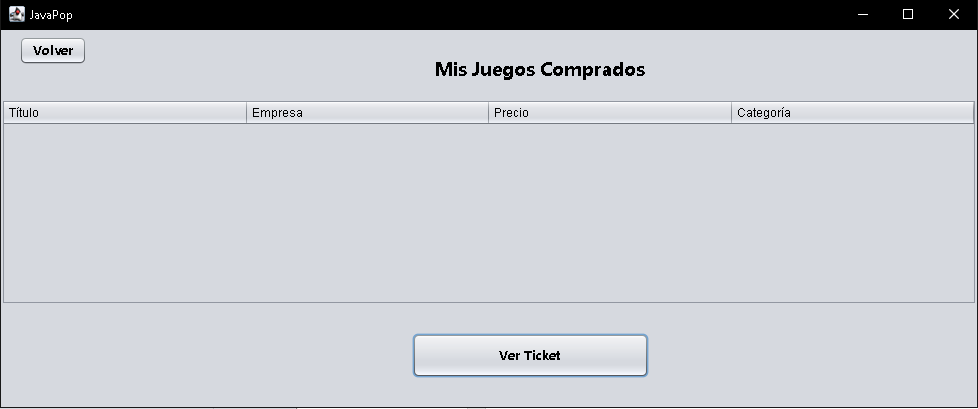 JavaPop
Volver
Mis Juegos Comprados
Título Empresa Precio Categoría
Ver Ticket